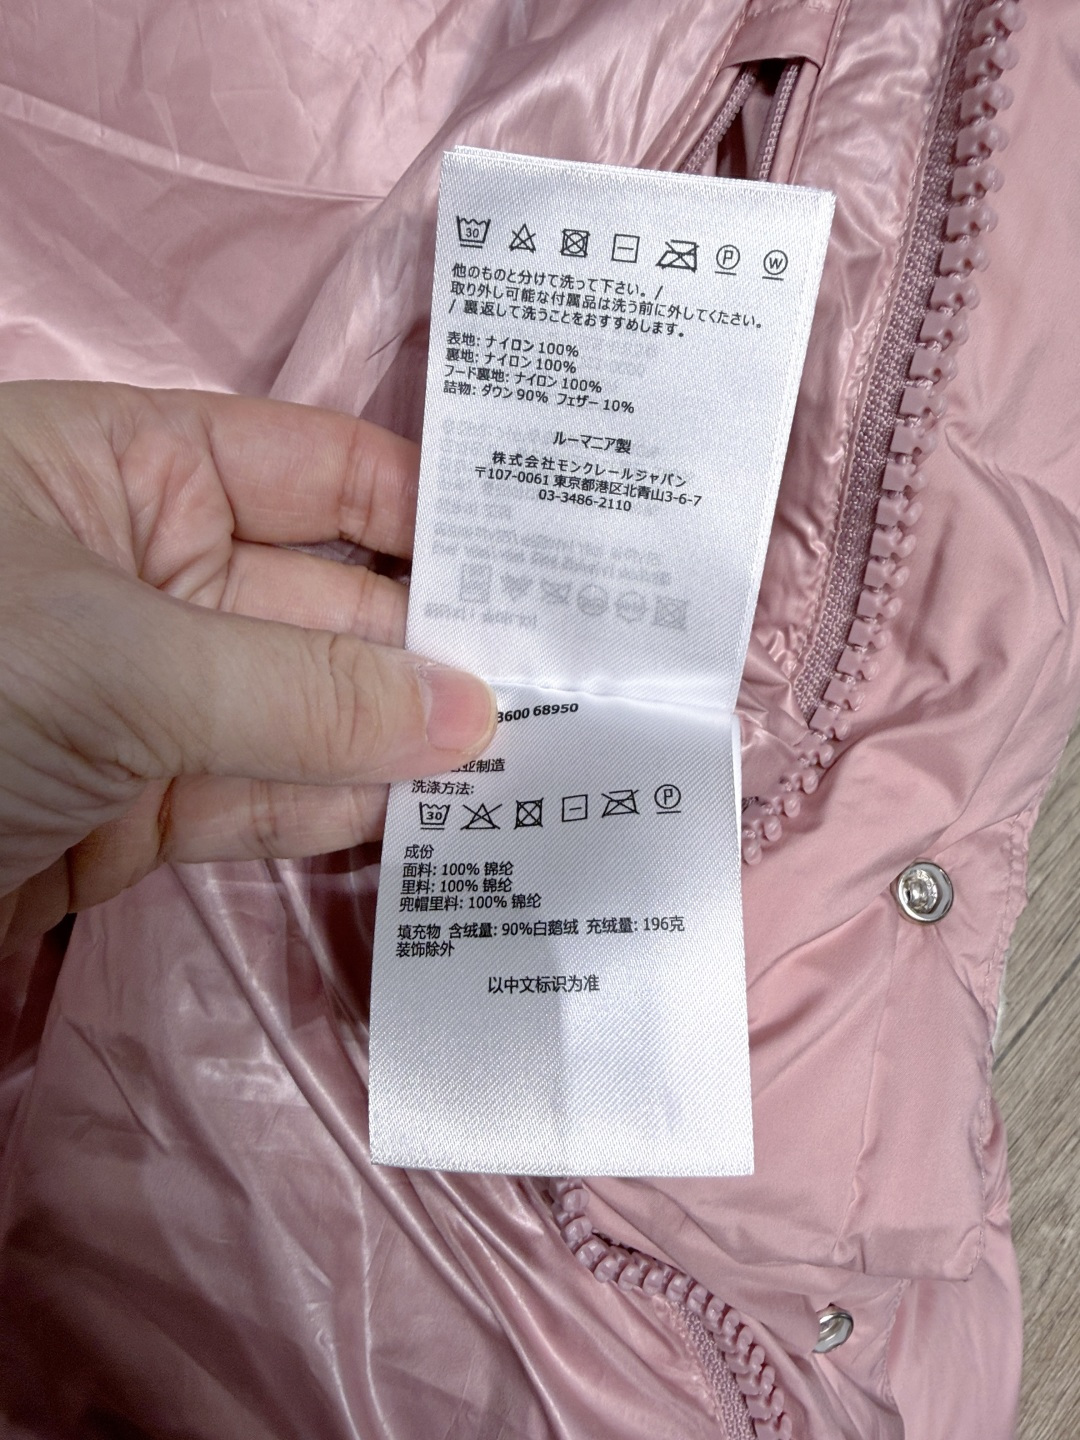 30 P W
他のものと分けて洗って下さい。/
取り外し可能な付属品は洗う前に外してください。
/ 裏返して洗うことをおすすめします。
表地: ナイロン 100%
裏地: ナイロン 100%
フード裏地: ナイロン 100%
詰物: ダウン 90% フェザー 10%
ルーマニア製
株式会社モンクレールジャパン
〒107-0061 東京都港区北青山3-6-7
03-3486-2110
3600 68950
亚制造
洗涤方法:
30 P
成份
面料: 100% 锦纶
里料: 100% 锦纶
兜帽里料: 100% 锦纶
填充物 含绒量: 90%白鹅绒 充绒量: 196克
装饰除外
以中文标识为准